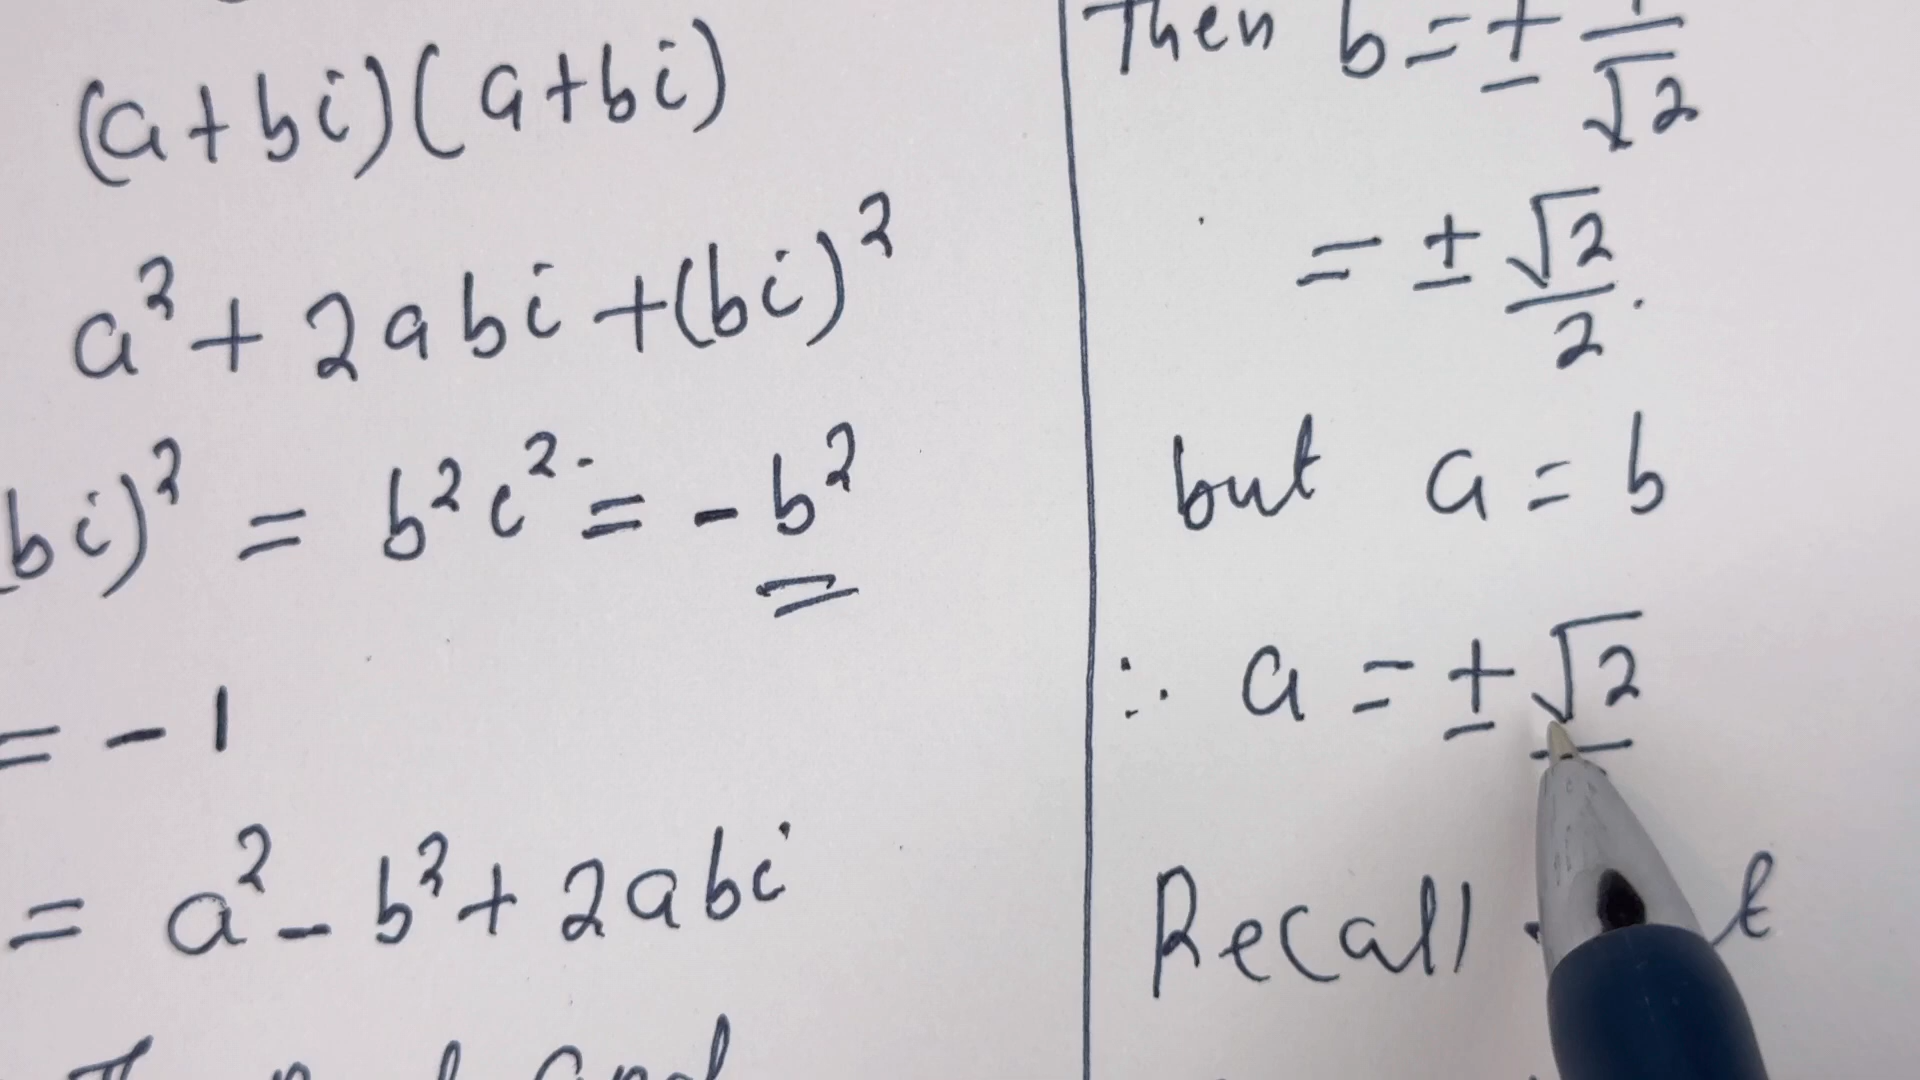 (a+bi)(a+bi)
a² + 2abi + (bi)²
bi)² = b²i² = -b²
= -1
= a² - b² + 2abi
Then b = ± 1/√2
= ± √2/2.
but a = b
∴ a = ± √2
Recall